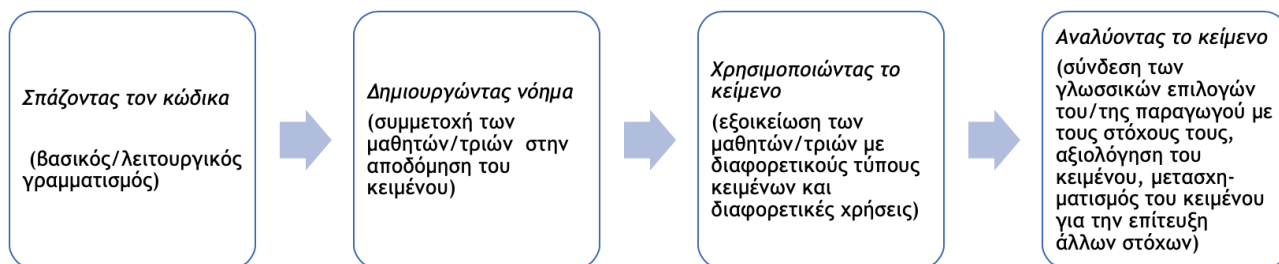 Σπάζοντας τον κώδικα
(βασικός/λειτουργικός
γραμματισμός)
Δημιουργώντας νόημα
(συμμετοχή των
μαθητών/τριών στην
αποδόμηση του
κειμένου)
Χρησιμοποιώντας το
κείμενο
(εξοικείωση των
μαθητών/τριών με
διαφορετικούς τύπους
κειμένων και
διαφορετικές χρήσεις)
Αναλύοντας το κείμενο
(σύνδεση των
γλωσσικών επιλογών
του/της παραγωγού με
τους στόχους τους,
αξιολόγηση του
κειμένου, μετασχη-
ματισμός του κειμένου
για την επίτευξη
άλλων στόχων)